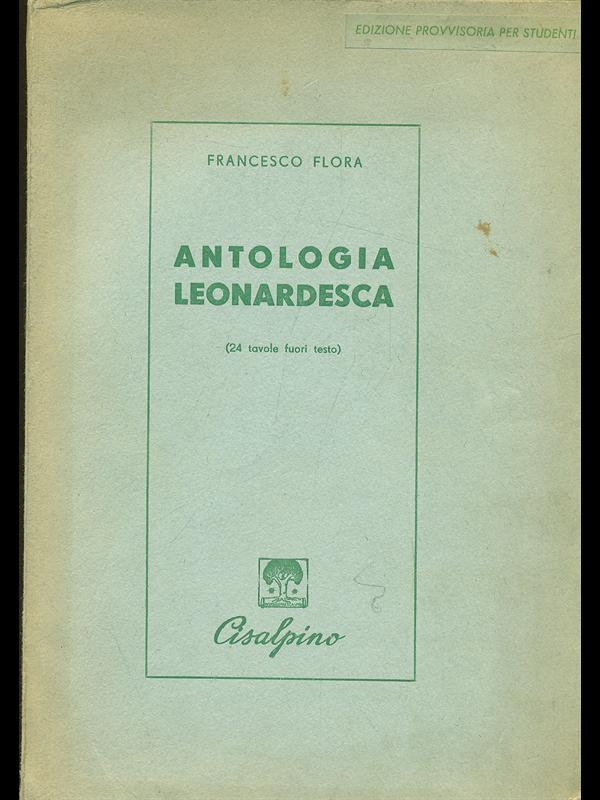 EDIZIONE PROVVISORIA PER STUDENTI
FRANCESCO FLORA
ANTOLOGIA
LEONARDESCA
(24 tavole fuori testo)
Cisalpino